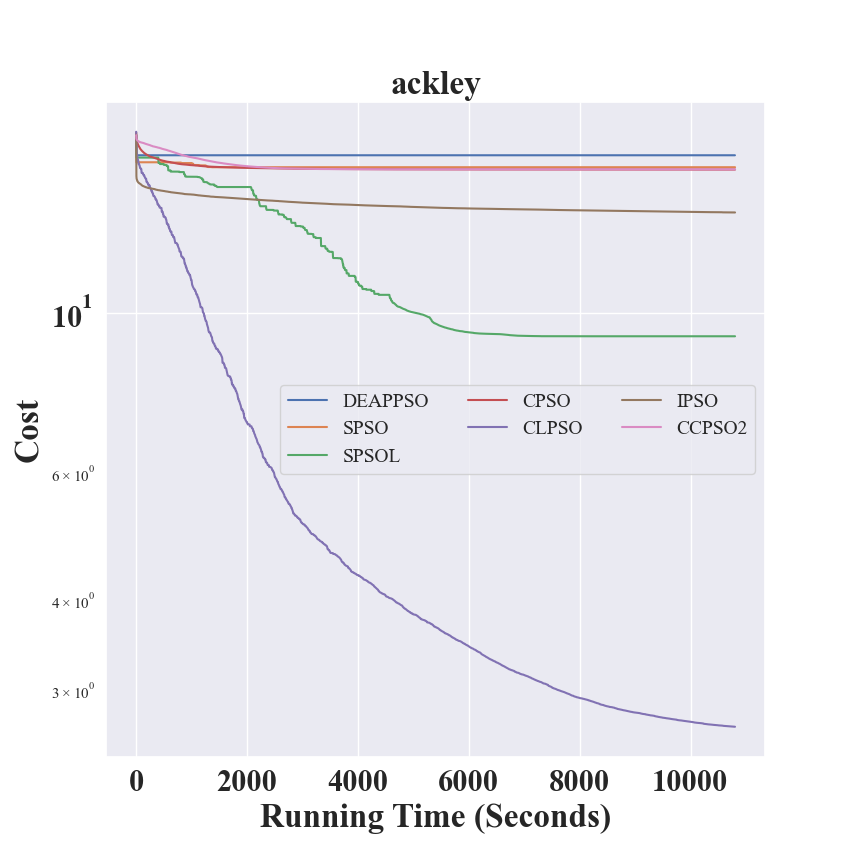 ackley
Cost
10^1
6 × 10^0
4 × 10^0
3 × 10^0
DEAPPSO CPSO IPSO
SPSO CLPSO CCPSO2
SPSOL
0 2000 4000 6000 8000 10000
Running Time (Seconds)